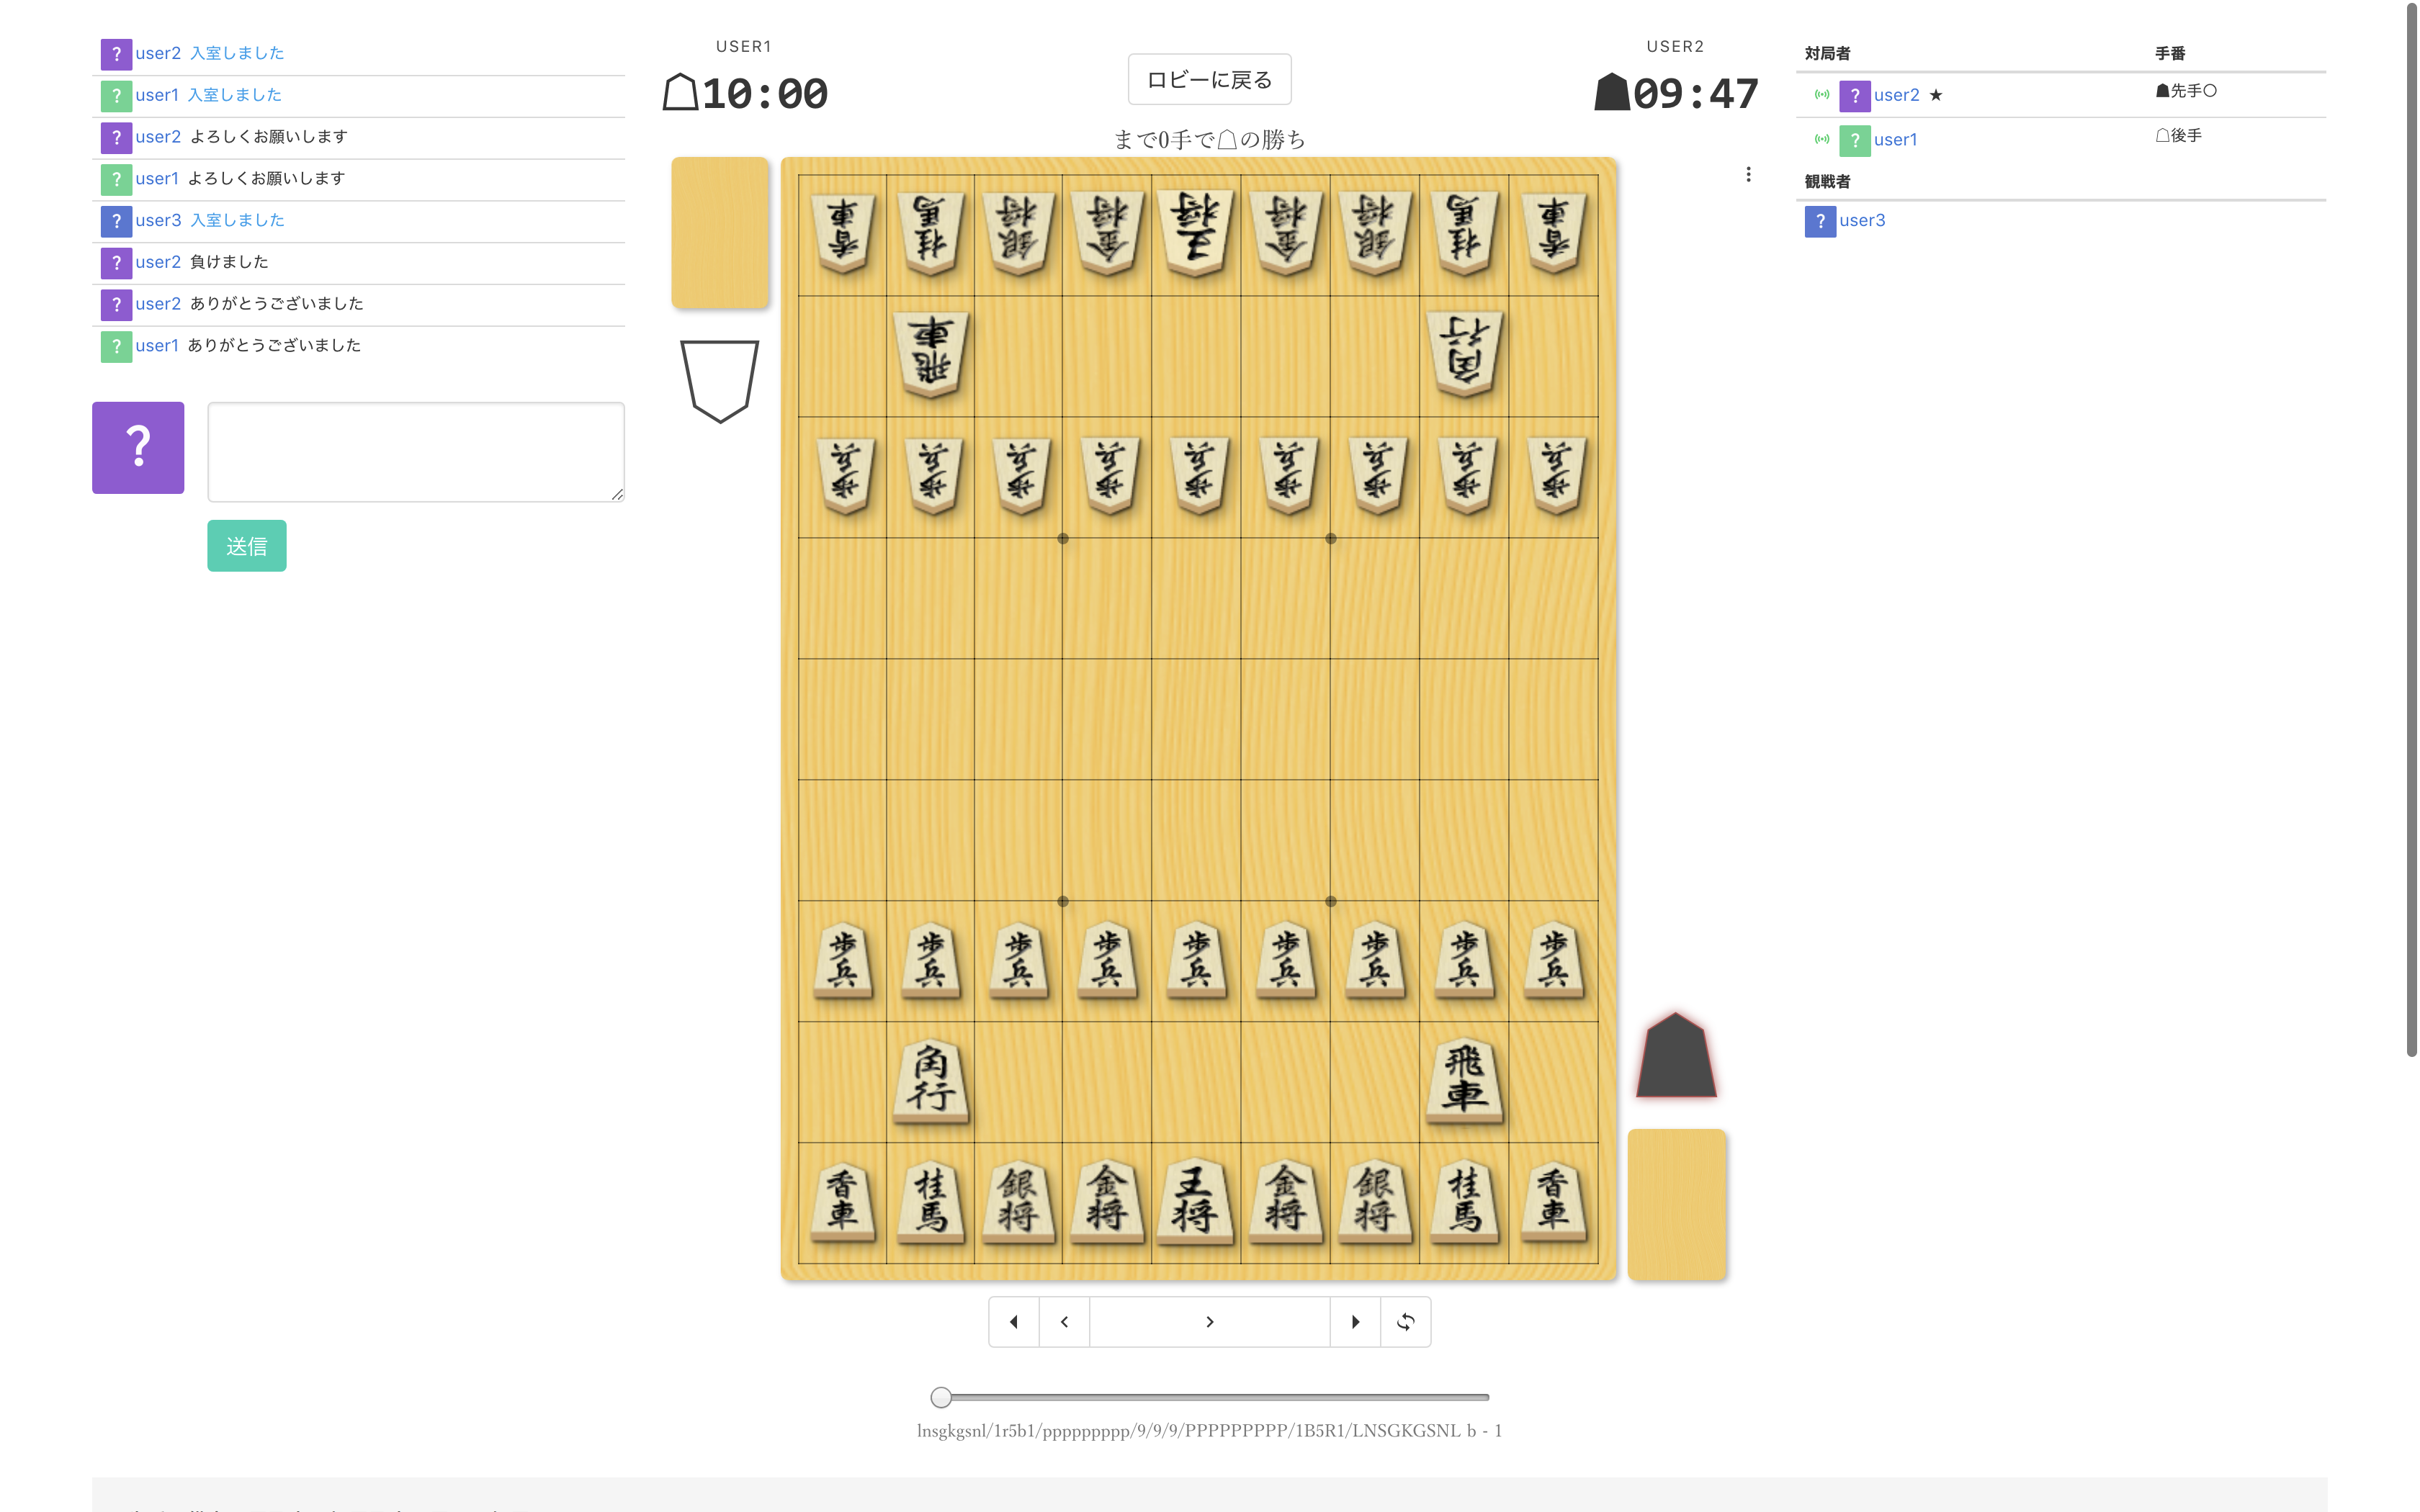 ? user2 入室しました
? user1 入室しました
? user2 よろしくお願いします
? user1 よろしくお願いします
? user3 入室しました
? user2 負けました
? user2 ありがとうございました
? user1 ありがとうございました
?
送信
USER1
☖10:00
ロビーに戻る
USER2
☗09:47
まで0手で☖の勝ち
香車 桂馬 銀将 金将 王将 金将 銀将 桂馬 香車
飛車 角行
歩兵 歩兵 歩兵 歩兵 歩兵 歩兵 歩兵 歩兵 歩兵
歩兵 歩兵 歩兵 歩兵 歩兵 歩兵 歩兵 歩兵 歩兵
角行 飛車
香車 桂馬 銀将 金将 王将 金将 銀将 桂馬 香車
lnsgkgsnl/1r5b1/ppppppppp/9/9/9/PPPPPPPPP/1B5R1/LNSGKGSNL b - 1
対局者 手番
? user2 ★ ☗先手〇
? user1 ☖後手
観戦者
? user3